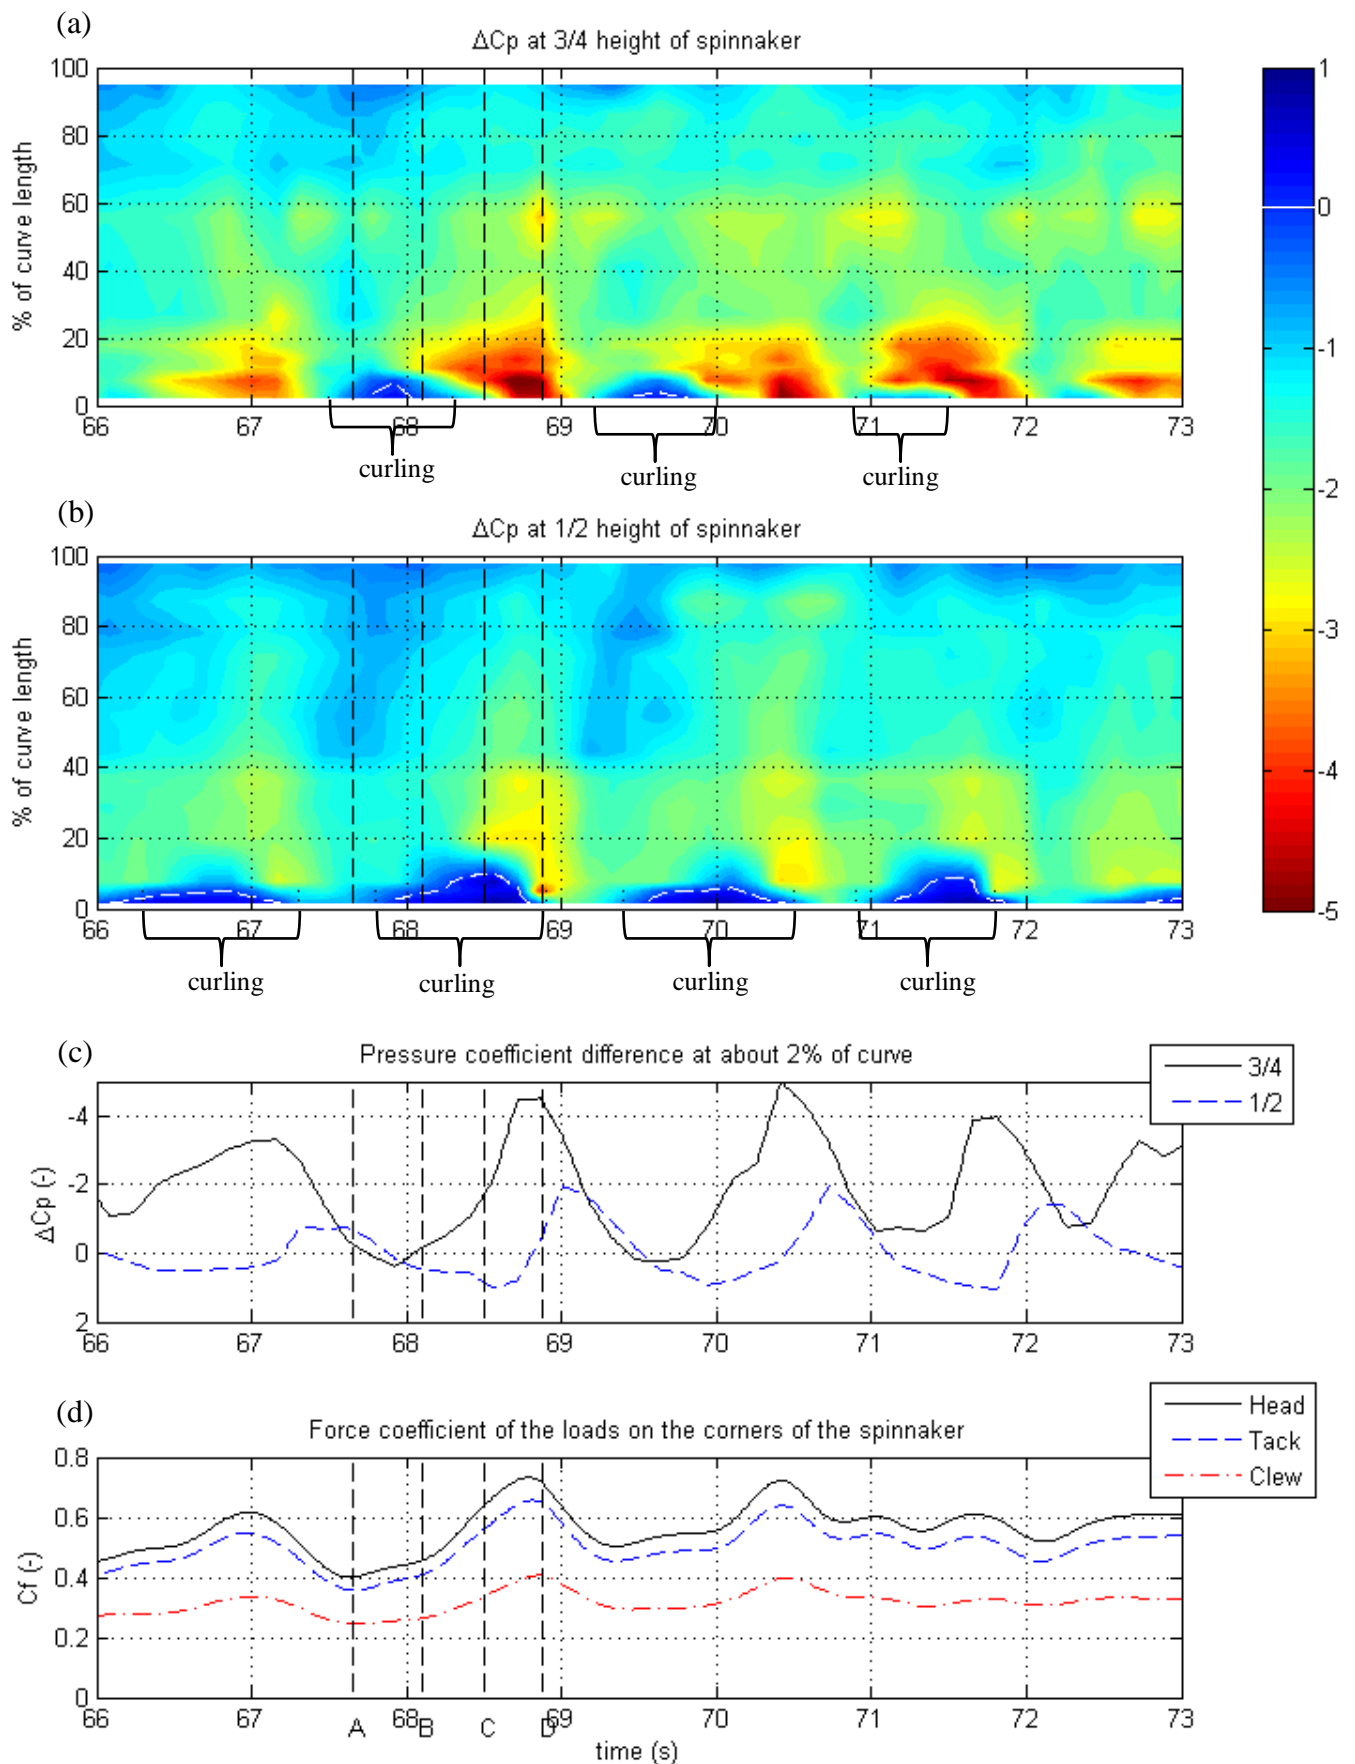 (a)
ΔCp at 3/4 height of spinnaker
% of curve length
100
80
60
40
20
0
66 67 68 69 70 71 72 73
curling curling curling
1
0
-1
-2
-3
-4
-5
(b)
ΔCp at 1/2 height of spinnaker
% of curve length
100
80
60
40
20
0
66 67 68 69 70 71 72 73
curling curling curling curling
(c)
Pressure coefficient difference at about 2% of curve
3/4
1/2
ΔCp (-)
-4
-2
0
2
66 67 68 69 70 71 72 73
(d)
Force coefficient of the loads on the corners of the spinnaker
Head
Tack
Clew
Cf (-)
0.8
0.6
0.4
0.2
0
66 67 68 69 70 71 72 73
A B C D
time (s)